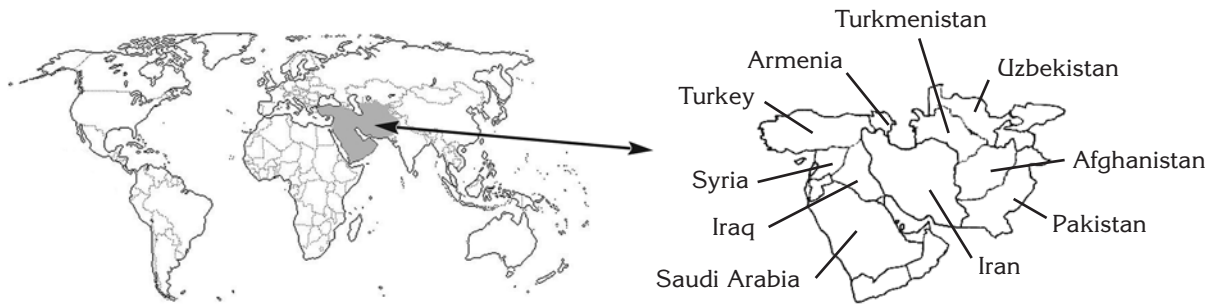 Turkmenistan
Armenia
Uzbekistan
Turkey
Afghanistan
Syria
Iraq
Pakistan
Iran
Saudi Arabia